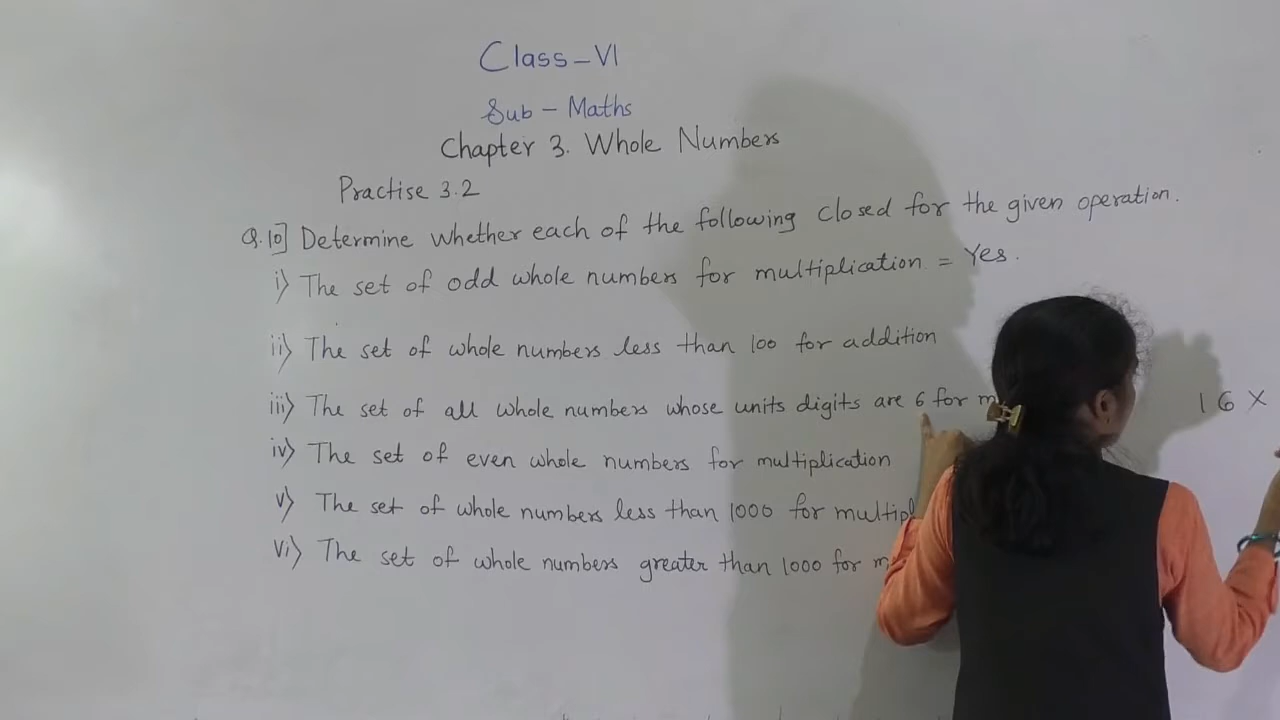 Class-VI
Sub - Maths
Chapter 3. Whole Numbers
Practise 3.2
Q.10] Determine whether each of the following closed for the given operation.
i) The set of odd whole numbers for multiplication = Yes.
ii) The set of whole numbers less than 100 for addition
iii) The set of all whole numbers whose units digits are 6 for m 16 ×
iv) The set of even whole numbers for multiplication
v) The set of whole numbers less than 1000 for multipl
vi) The set of whole numbers greater than 1000 for m